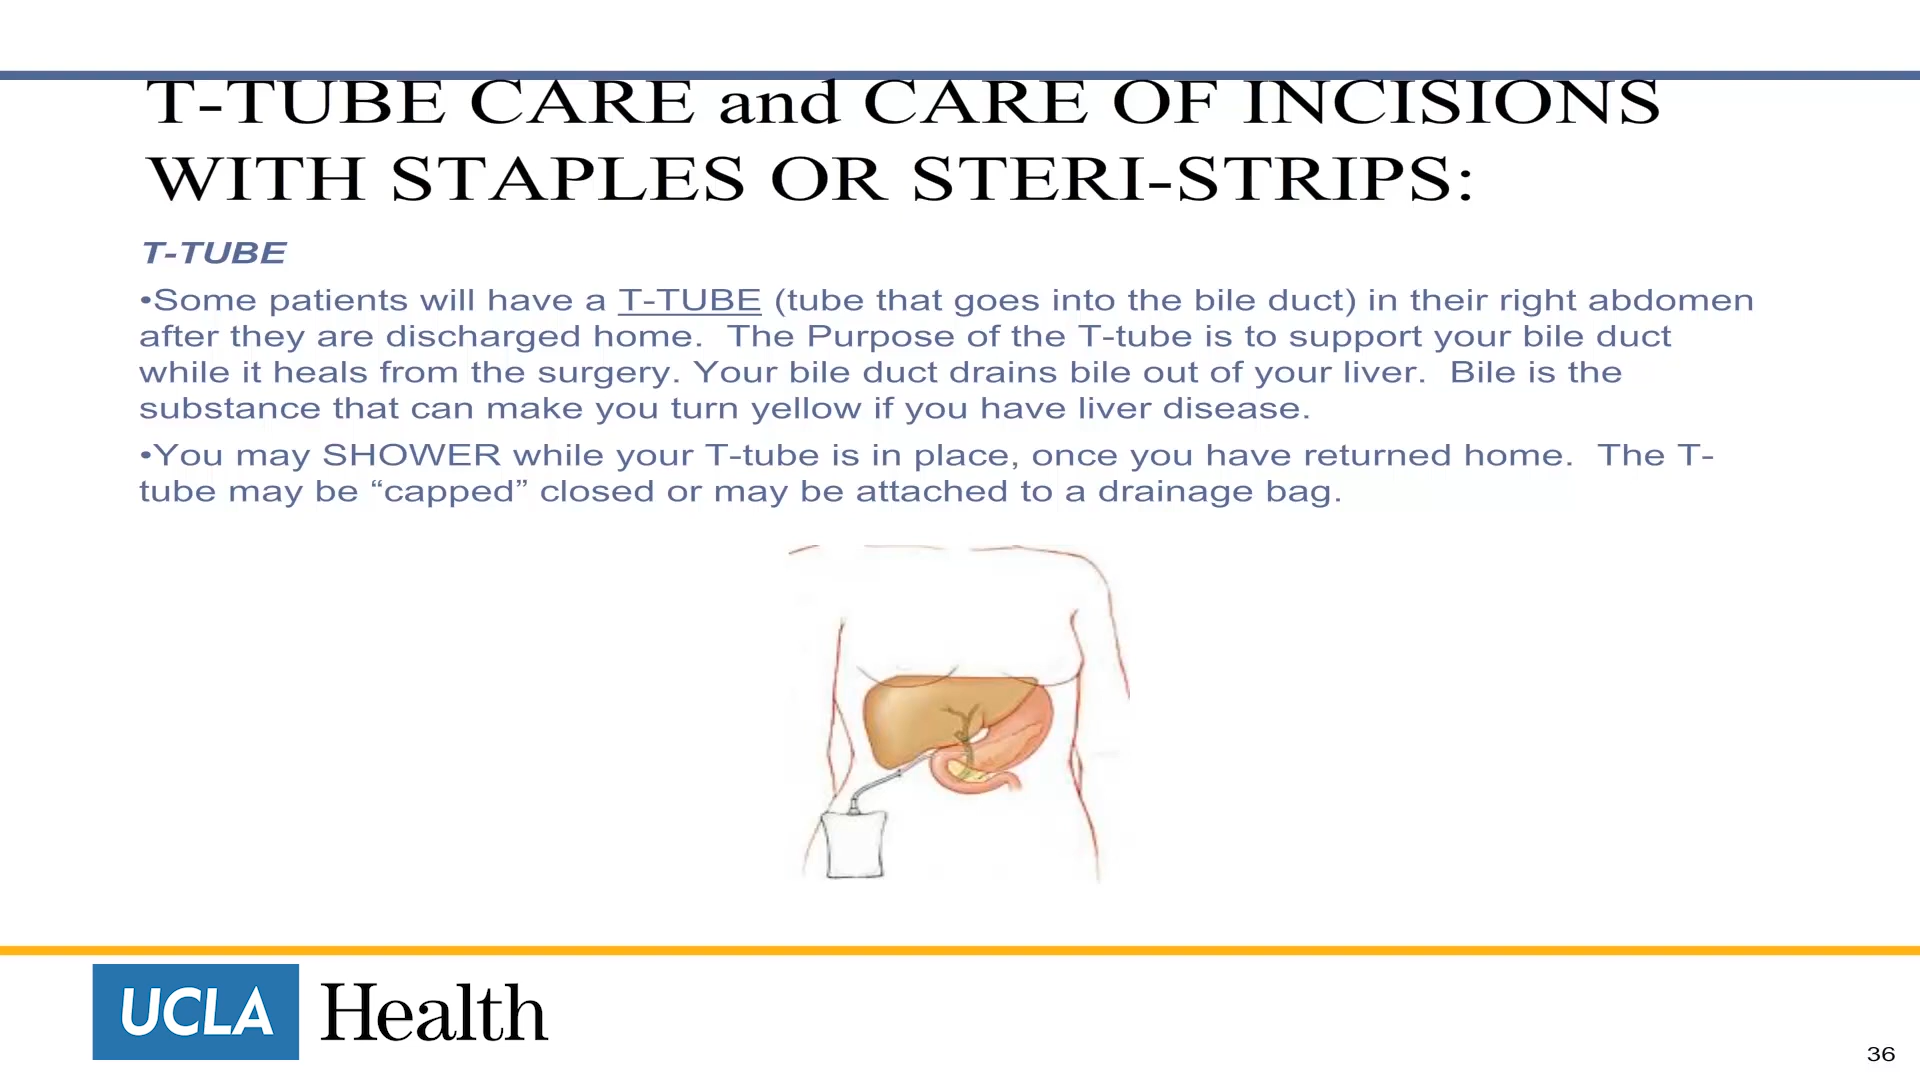 T-TUBE CARE and CARE OF INCISIONS
WITH STAPLES OR STERI-STRIPS:
T-TUBE
•Some patients will have a T-TUBE (tube that goes into the bile duct) in their right abdomen
after they are discharged home.  The Purpose of the T-tube is to support your bile duct
while it heals from the surgery. Your bile duct drains bile out of your liver.  Bile is the
substance that can make you turn yellow if you have liver disease.
•You may SHOWER while your T-tube is in place, once you have returned home.  The T-
tube may be “capped” closed or may be attached to a drainage bag.
UCLA Health
36